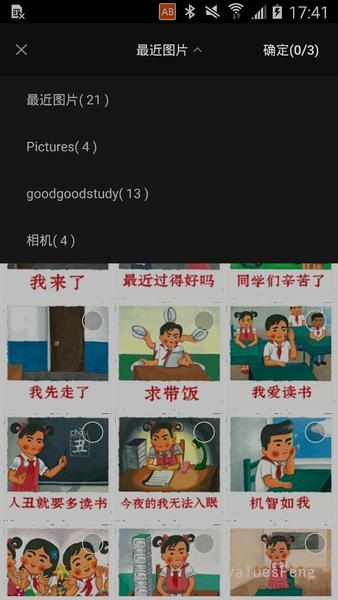 AB 17:41
最近图片 确定(0/3)
最近图片( 21 )
Pictures( 4 )
goodgoodstudy( 13 )
相机( 4 )
我来了 最近过得好吗 同学们辛苦了
我先走了 求带饭 我爱读书
chǒu
丑
人丑就要多读书 今夜的我无法入眠 机智如我
valuesFeng